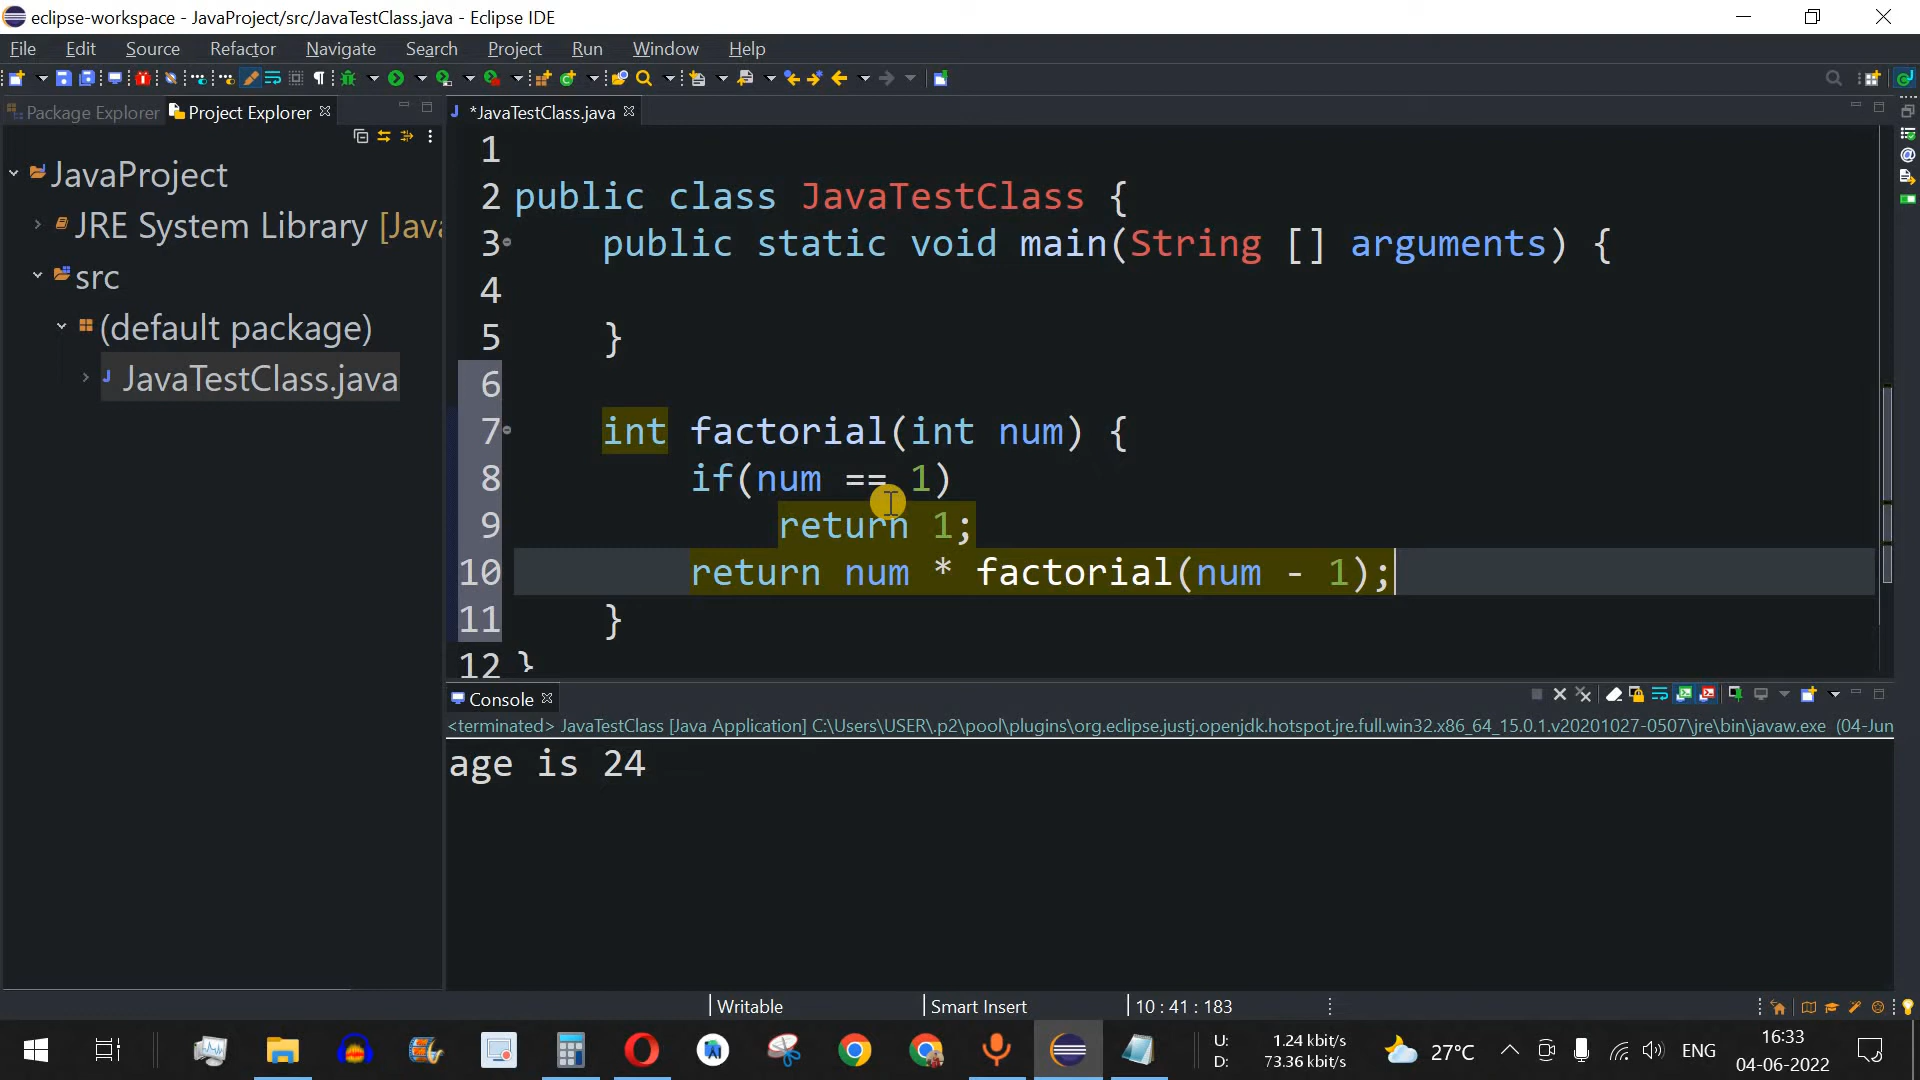 eclipse-workspace - JavaProject/src/JavaTestClass.java - Eclipse IDE
File Edit Source Refactor Navigate Search Project Run Window Help
Package Explorer Project Explorer
*JavaTestClass.java
JavaProject
JRE System Library [Java
src
(default package)
JavaTestClass.java
1
2 public class JavaTestClass {
3 public static void main(String [] arguments) {
4
5 }
6
7 int factorial(int num) {
8 if(num == 1)
9 return 1;
10 return num * factorial(num - 1);
11 }
12 }
Console
<terminated> JavaTestClass [Java Application] C:\Users\USER\.p2\pool\plugins\org.eclipse.justj.openjdk.hotspot.jre.full.win32.x86_64_15.0.1.v20201027-0507\jre\bin\javaw.exe (04-Jun
age is 24
Writable Smart Insert 10 : 41 : 183
U: 1.24 kbit/s
D: 73.36 kbit/s
27°C
ENG
16:33
04-06-2022